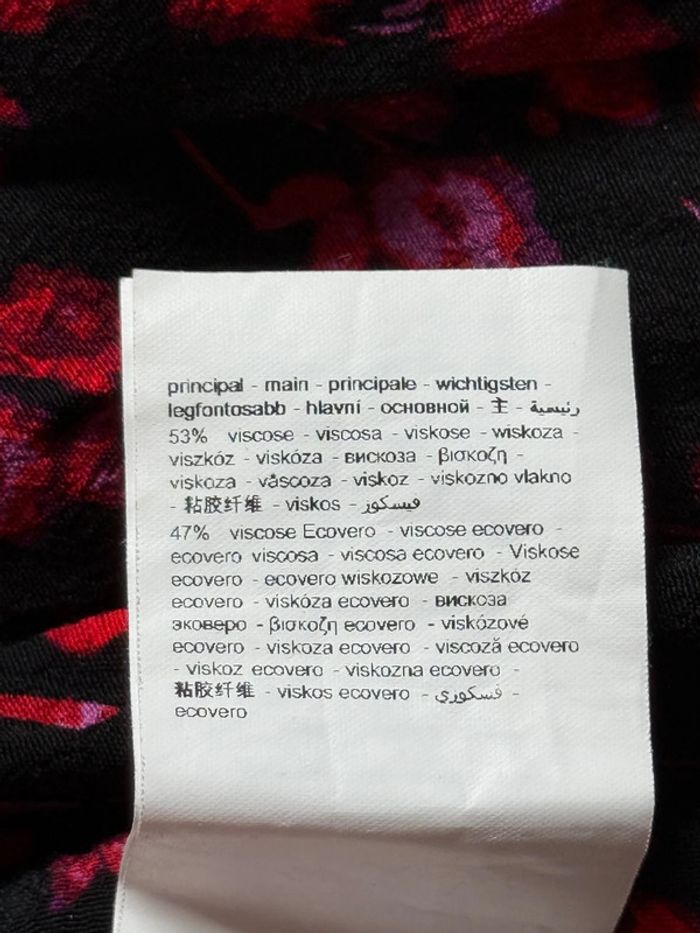 principal - main - principale - wichtigsten -
legfontosabb - hlavní - основной - 主 - رئيسية
53% viscose - viscosa - viskose - wiskoza -
viszkóz - viskóza - вискоза - βισκοζη -
viskoza - vâscoza - viskoz - viskozno vlakno
- 粘胶纤维 - viskos - فيسكوز
47% viscose Ecovero - viscose ecovero -
ecovero viscosa - viscosa ecovero - Viskose
ecovero - ecovero wiskozowe - viszkóz
ecovero - viskóza ecovero - вискоза
эковеро - βισκοζη ecovero - viskózové
ecovero - viskoza ecovero - viscoză ecovero
- viskoz ecovero - viskozna ecovero -
粘胶纤维 - viskos ecovero - فسكوري -
ecovero